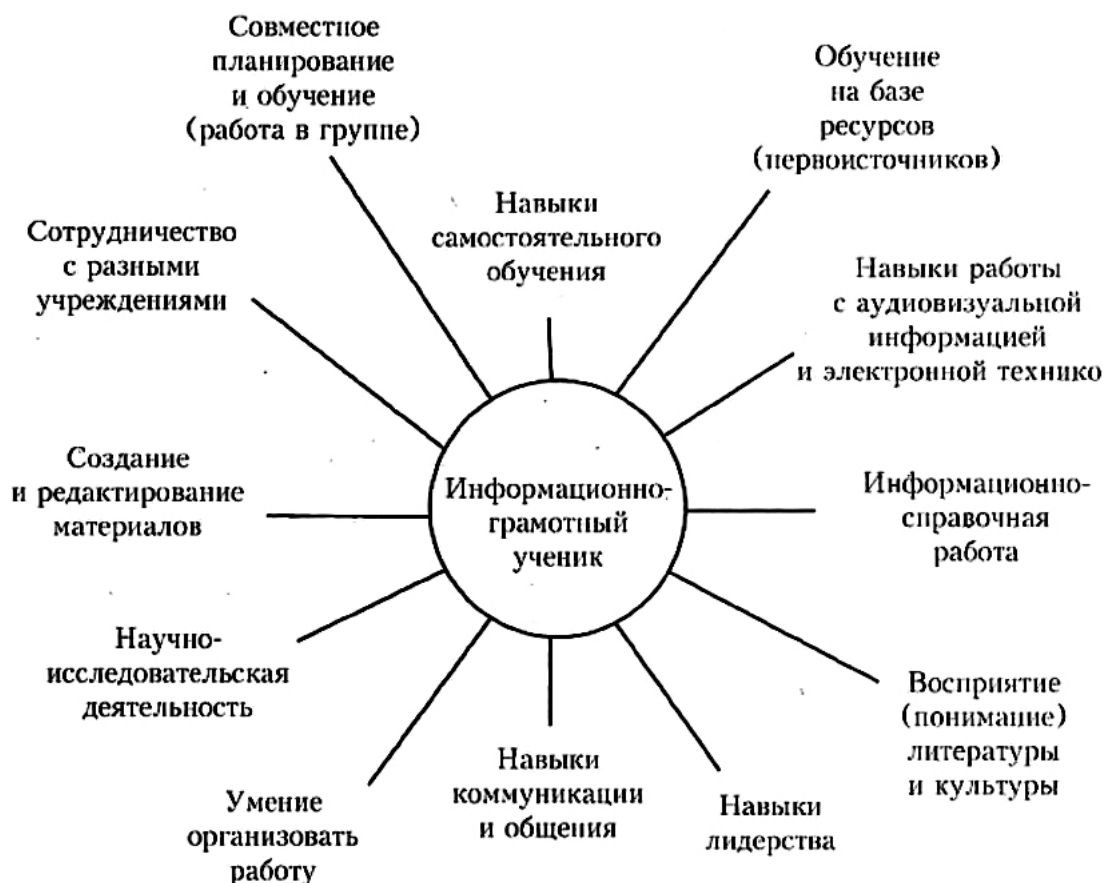 Совместное
планирование
и обучение
(работа в группе)
Обучение
на базе
ресурсов
(первоисточников)
Навыки
самостоятельного
обучения
Сотрудничество
с разными
учреждениями
Навыки работы
с аудиовизуальной
информацией
и электронной технико
Создание
и редактирование
материалов
Информационно-
грамотный
ученик
Информационно-
справочная
работа
Научно-
исследовательская
деятельность
Восприятие
(понимание)
литературы
и культуры
Умение
организовать
работу
Навыки
коммуникации
и общения
Навыки
лидерства